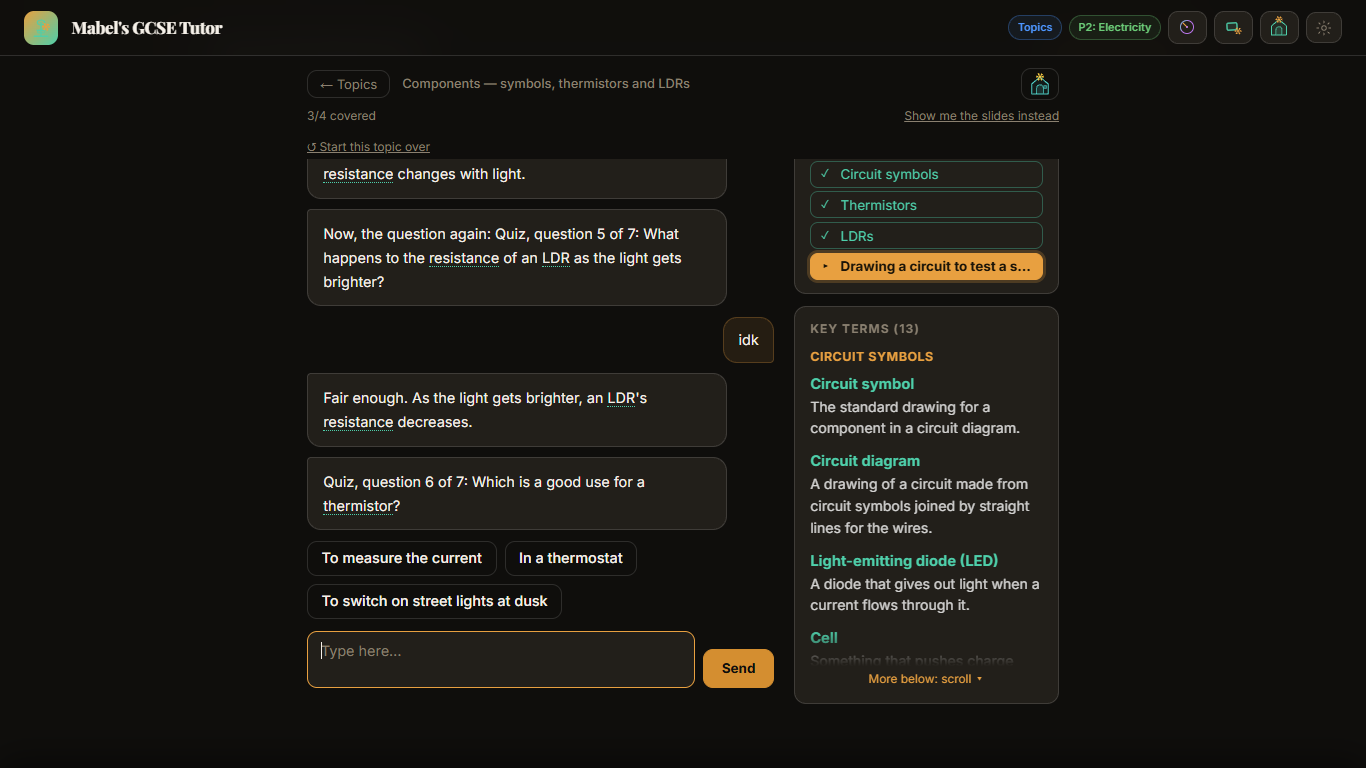 Mabel's GCSE Tutor
Topics
P2: Electricity
← Topics
Components — symbols, thermistors and LDRs
3/4 covered
Show me the slides instead
↺ Start this topic over
resistance changes with light.
Now, the question again: Quiz, question 5 of 7: What
happens to the resistance of an LDR as the light gets
brighter?
idk
Fair enough. As the light gets brighter, an LDR's
resistance decreases.
Quiz, question 6 of 7: Which is a good use for a
thermistor?
To measure the current
In a thermostat
To switch on street lights at dusk
Type here...
Send
✓ Circuit symbols
✓ Thermistors
✓ LDRs
‣ Drawing a circuit to test a s...
KEY TERMS (13)
CIRCUIT SYMBOLS
Circuit symbol
The standard drawing for a
component in a circuit diagram.
Circuit diagram
A drawing of a circuit made from
circuit symbols joined by straight
lines for the wires.
Light-emitting diode (LED)
A diode that gives out light when a
current flows through it.
Cell
Something that pushes charge
More below: scroll ▾